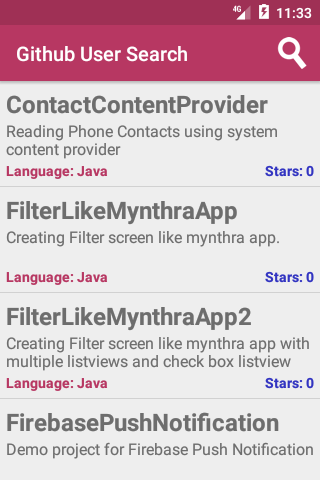 4G 11:33
Github User Search
ContactContentProvider
Reading Phone Contacts using system
content provider
Language: Java Stars: 0
FilterLikeMynthraApp
Creating Filter screen like mynthra app.
Language: Java Stars: 0
FilterLikeMynthraApp2
Creating Filter screen like mynthra app with
multiple listviews and check box listview
Language: Java Stars: 0
FirebasePushNotification
Demo project for Firebase Push Notification